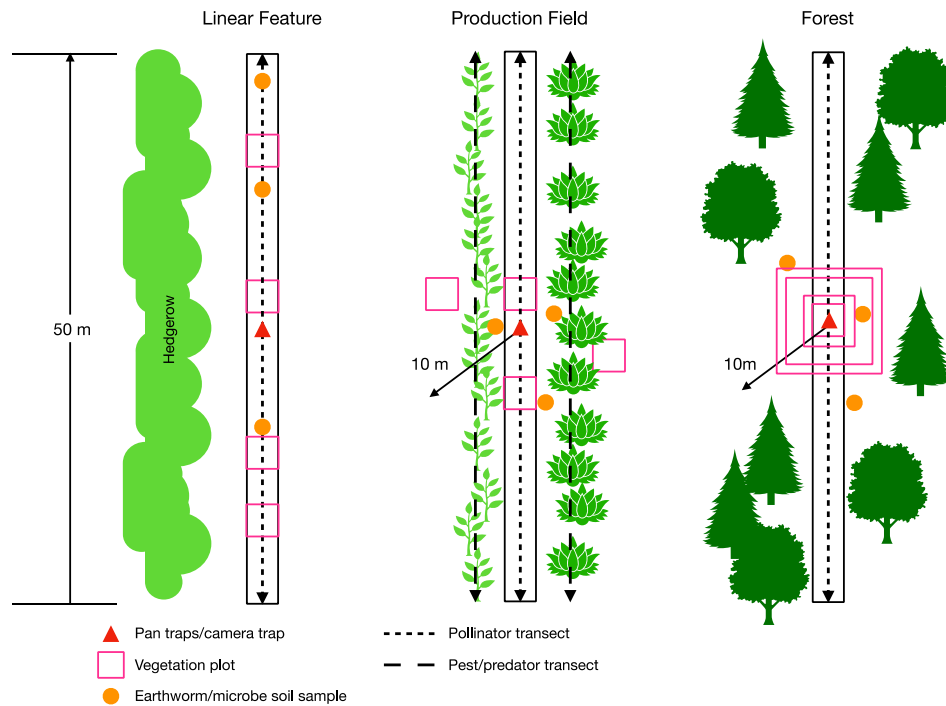 Linear Feature
Production Field
Forest
50 m
Hedgerow
10 m
10m
Pan traps/camera trap
Vegetation plot
Earthworm/microbe soil sample
Pollinator transect
Pest/predator transect